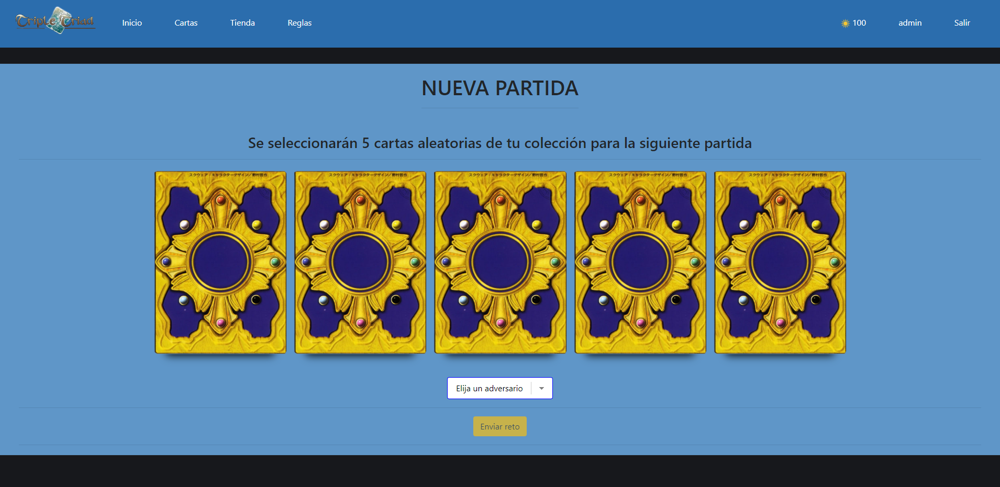 Triple Triad
Inicio
Cartas
Tienda
Reglas
100
admin
Salir
NUEVA PARTIDA
Se seleccionarán 5 cartas aleatorias de tu colección para la siguiente partida
スクウェア / キャラクターデザイン／野村哲也
スクウェア / キャラクターデザイン／野村哲也
スクウェア / キャラクターデザイン／野村哲也
スクウェア / キャラクターデザイン／野村哲也
スクウェア / キャラクターデザイン／野村哲也
Elija un adversario
Enviar reto